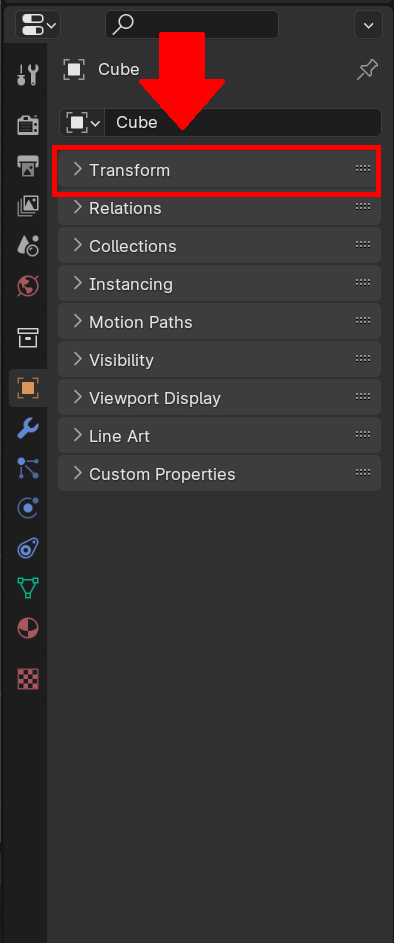 Cube
Cube
Transform
Relations
Collections
Instancing
Motion Paths
Visibility
Viewport Display
Line Art
Custom Properties